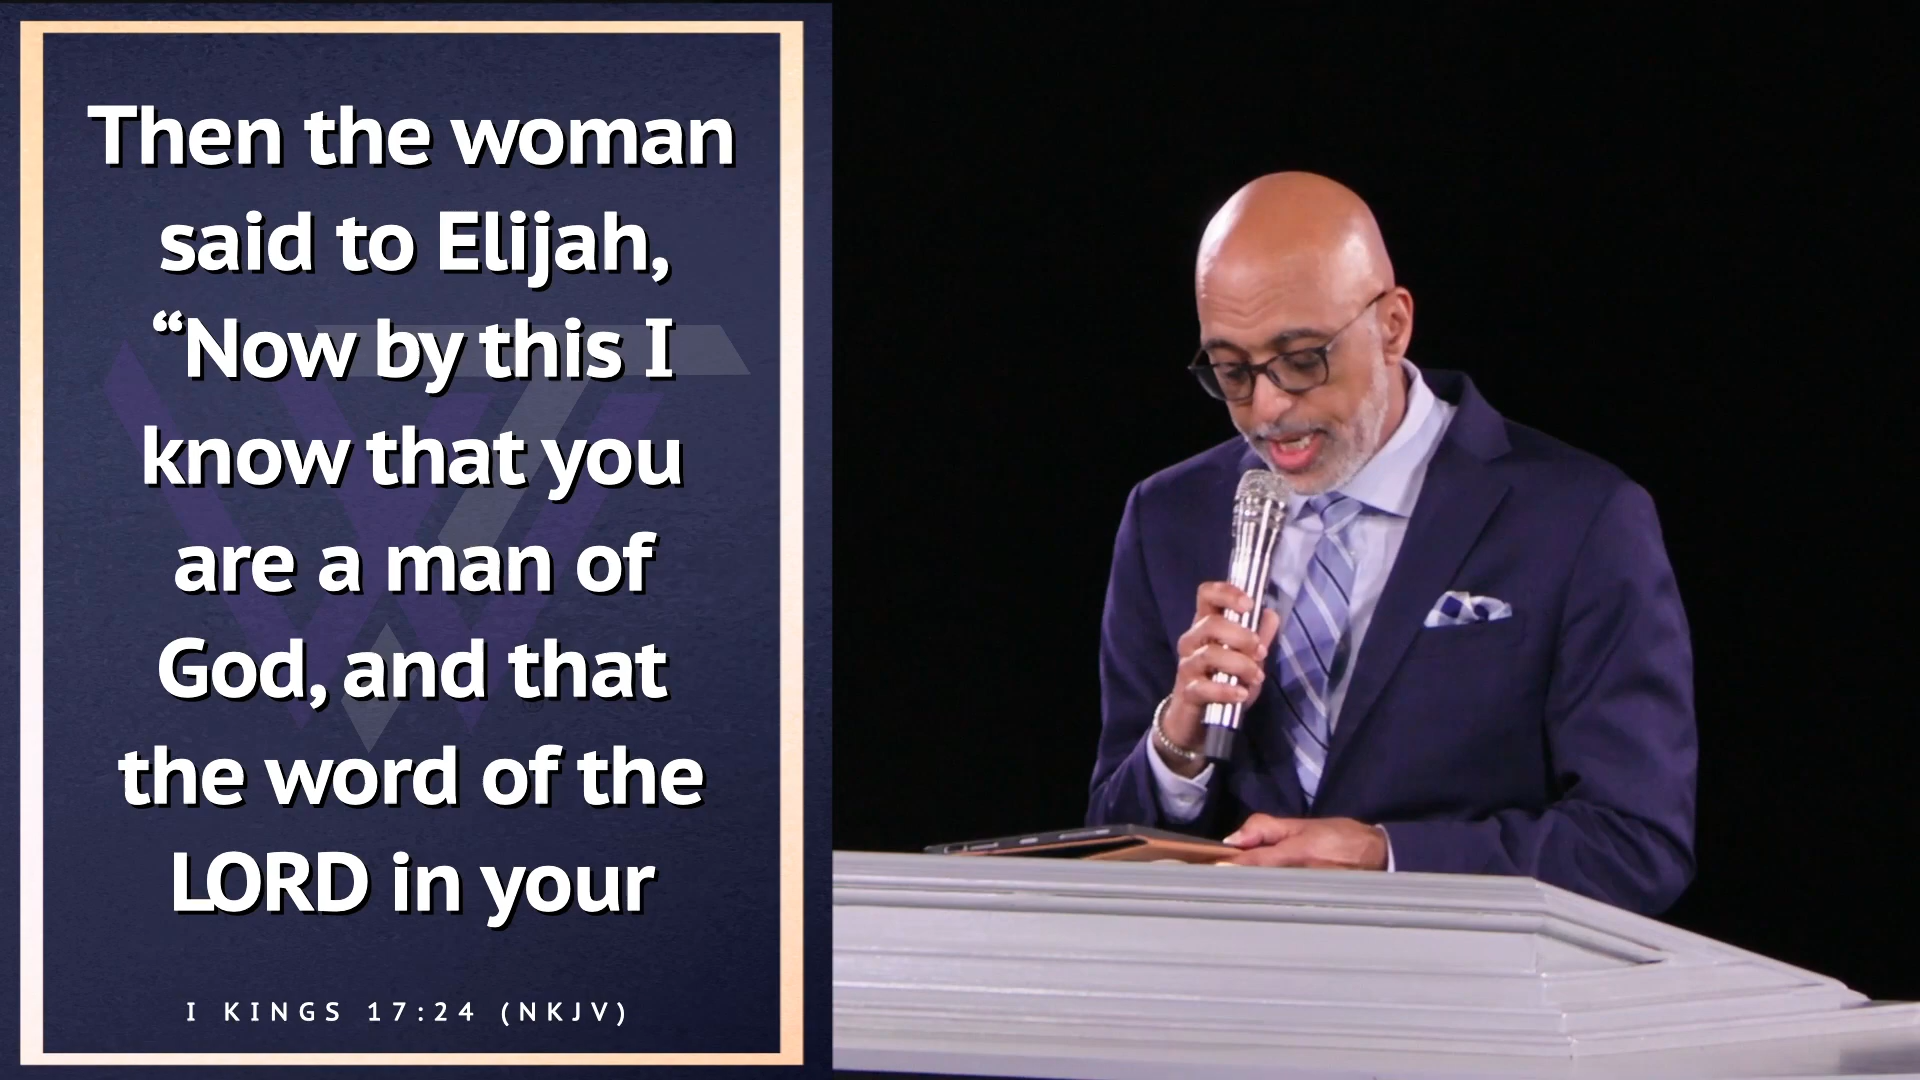 Then the woman
said to Elijah,
“Now by this I
know that you
are a man of
God, and that
the word of the
LORD in your
I KINGS 17:24 (NKJV)